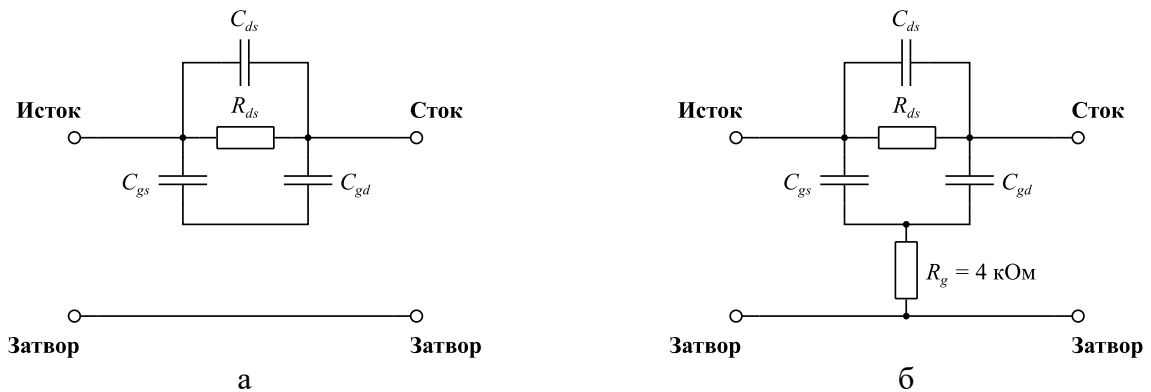 C_ds C_ds
Исток R_ds Сток Исток R_ds Сток
C_gs C_gd C_gs C_gd
R_g = 4 кОм
Затвор Затвор Затвор Затвор
а б